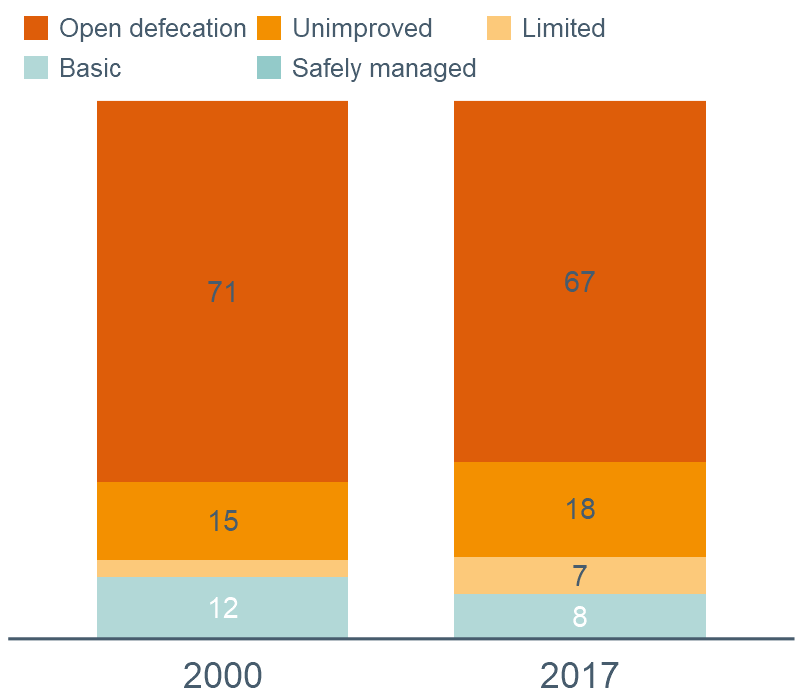 Open defecation Unimproved Limited
Basic Safely managed
71 67
15 18
7
12 8
2000 2017